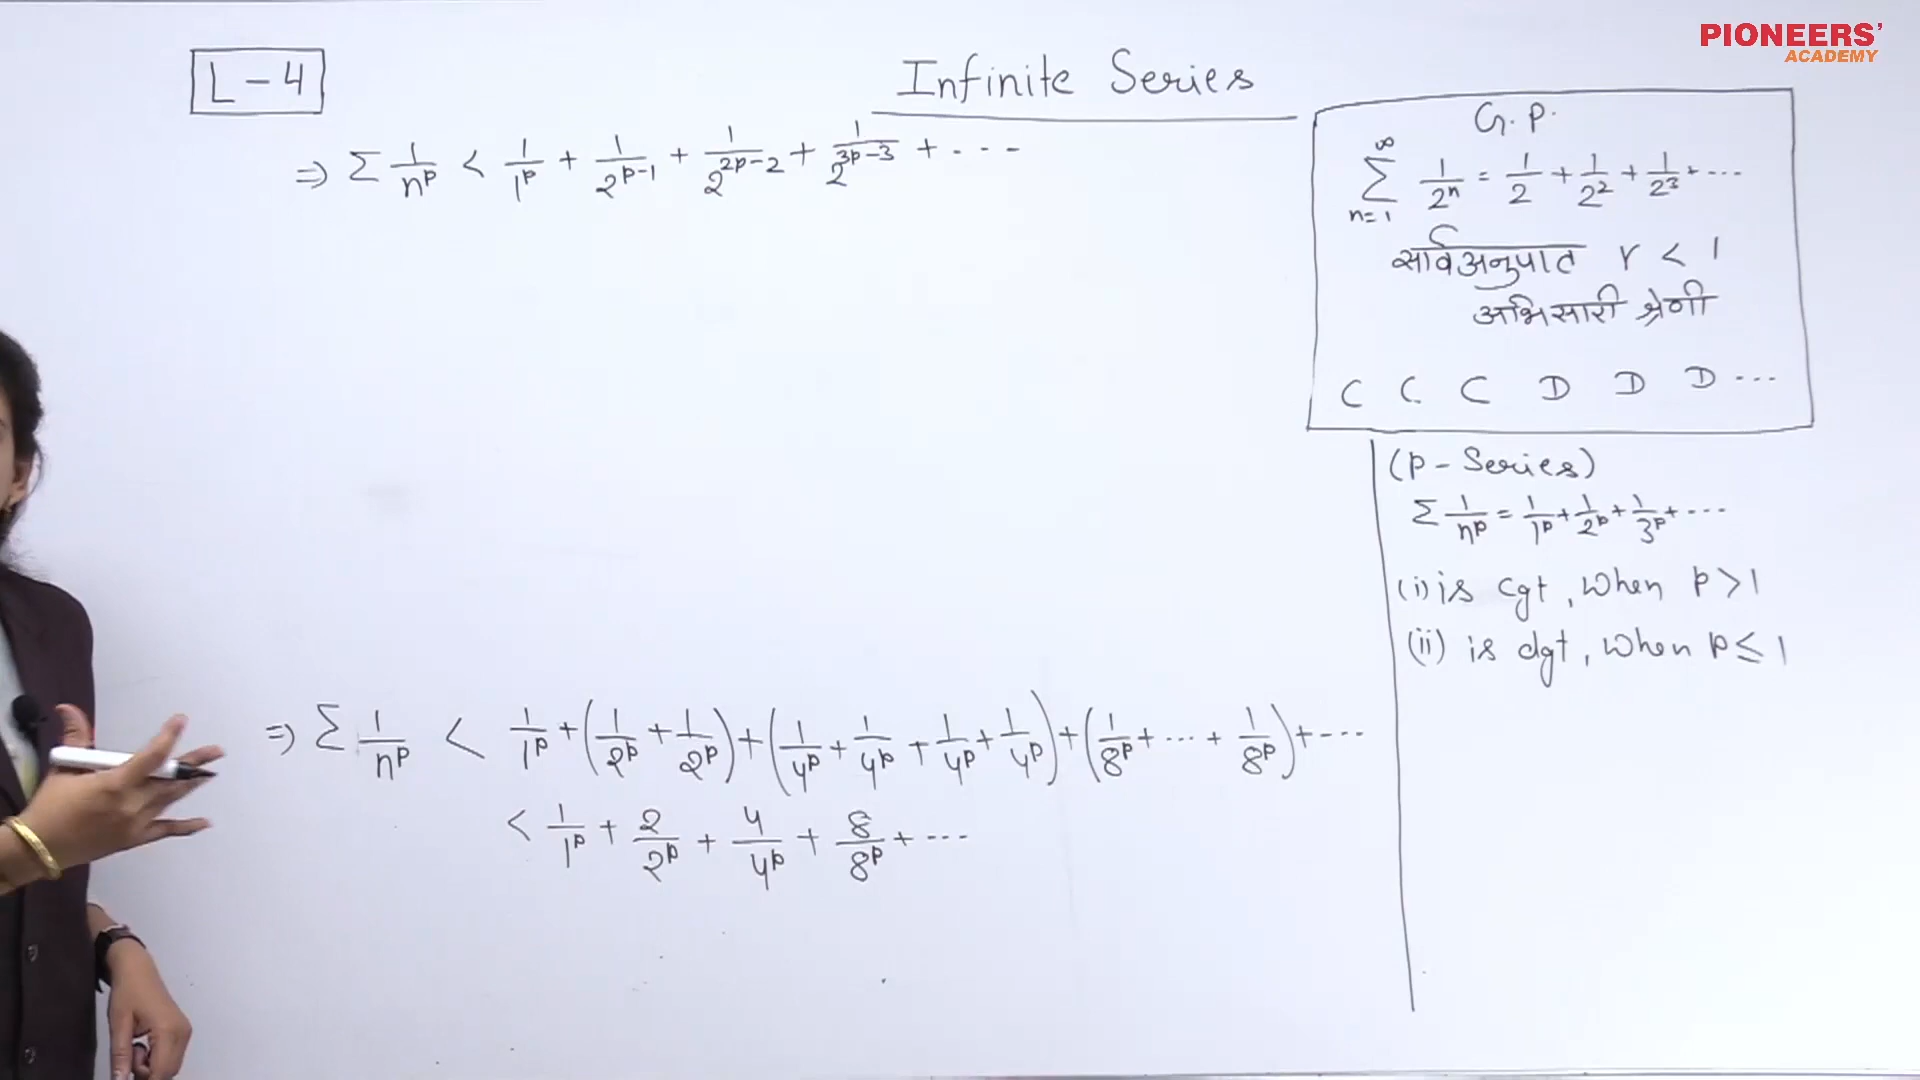 PIONEERS’
ACADEMY
L - 4
Infinite Series
⇒ Σ 1/n^p < 1/1^p + 1/2^(p-1) + 1/2^(2p-2) + 1/2^(3p-3) + ...
G.P.
∞ Σ n=1 1/2^n = 1/2 + 1/2^2 + 1/2^3 + ...
r < 1
अभिसारी श्रेणी
C C C D D D ...
(p - Series)
Σ 1/n^p = 1/1^p + 1/2^p + 1/3^p + ...
(i) is cgt, when p > 1
(ii) is dgt, when p ≤ 1
⇒ Σ 1/n^p < 1/1^p + (1/2^p + 1/2^p) + (1/4^p + 1/4^p + 1/4^p + 1/4^p) + (1/8^p + ... + 1/8^p) + ...
< 1/1^p + 2/2^p + 4/4^p + 8/8^p + ...